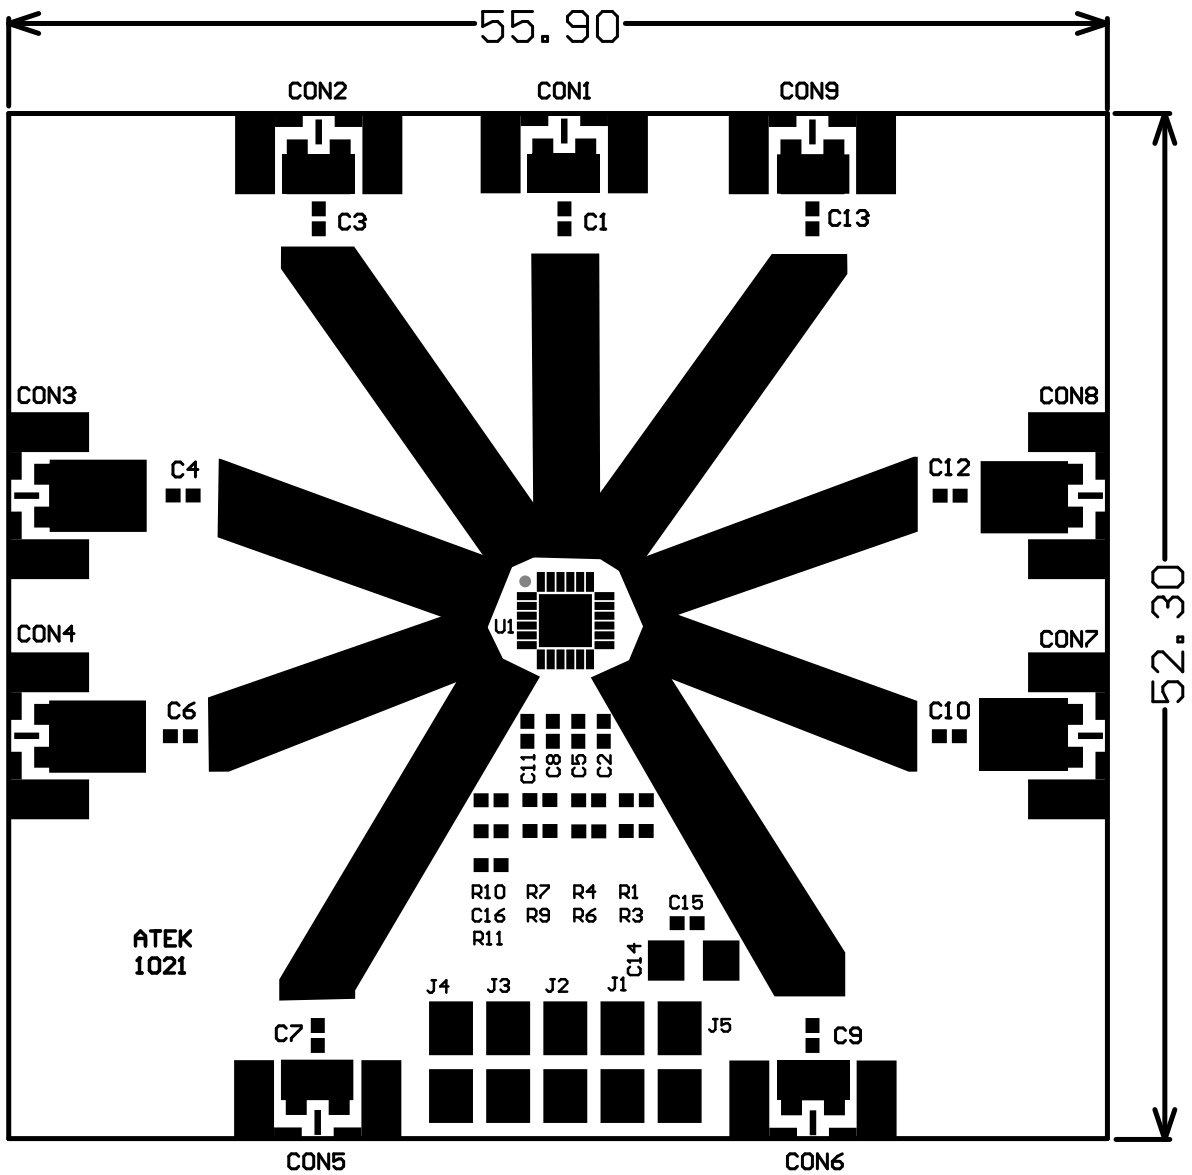 55.90
CON2 CON1 CON9
C3 C1 C13
CON3 CON8
C4 C12
52.30
U1
CON4 CON7
C6 C10
C11 C8 C5 C2
R10 R7 R4 R1
C16 R9 R6 R3
R11
C15
C14
ATEK
1021
J4 J3 J2 J1
J5
C7 C9
CON5 CON6